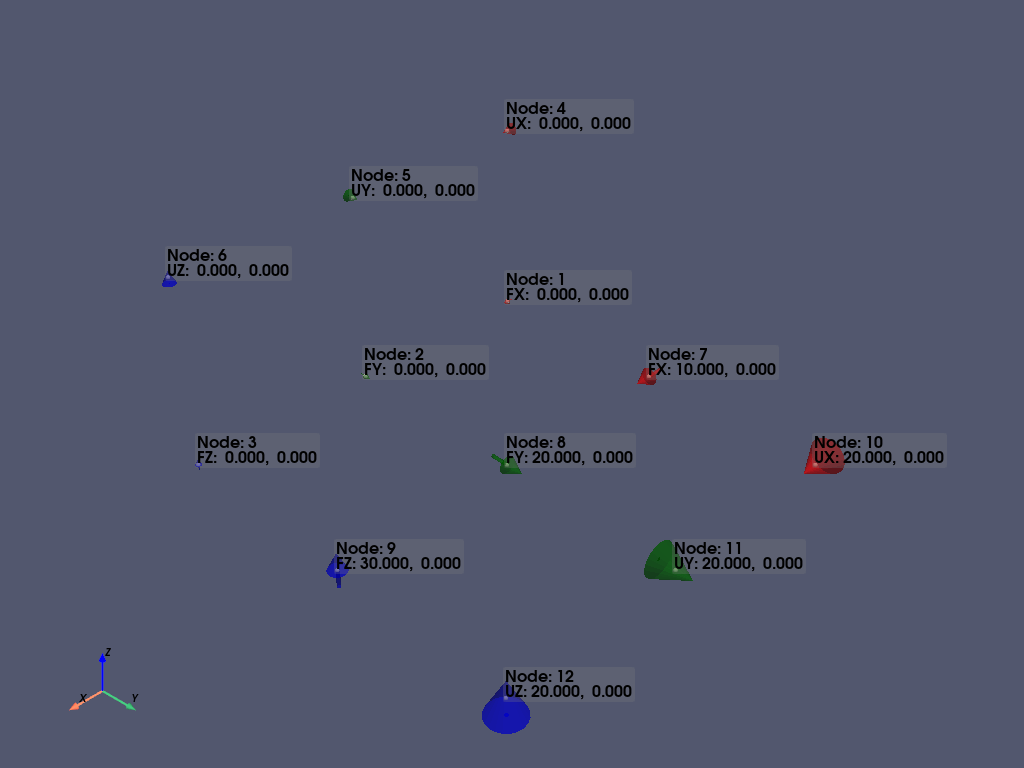 Node: 4
UX: 0.000, 0.000
Node: 5
UY: 0.000, 0.000
Node: 6
UZ: 0.000, 0.000
Node: 1
FX: 0.000, 0.000
Node: 2
FY: 0.000, 0.000
Node: 7
FX: 10.000, 0.000
Node: 3
FZ: 0.000, 0.000
Node: 8
FY: 20.000, 0.000
Node: 10
UX: 20.000, 0.000
Node: 9
FZ: 30.000, 0.000
Node: 11
UY: 20.000, 0.000
Node: 12
UZ: 20.000, 0.000
Z
X
Y